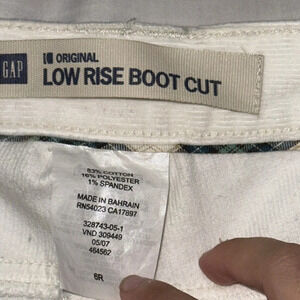 GAP
ORIGINAL
LOW RISE BOOT CUT
83% COTTON
16% POLYESTER
1% SPANDEX
MADE IN BAHRAIN
RN54023 CA17897
328743-05-1
VND 309449
05/07
464562
6R